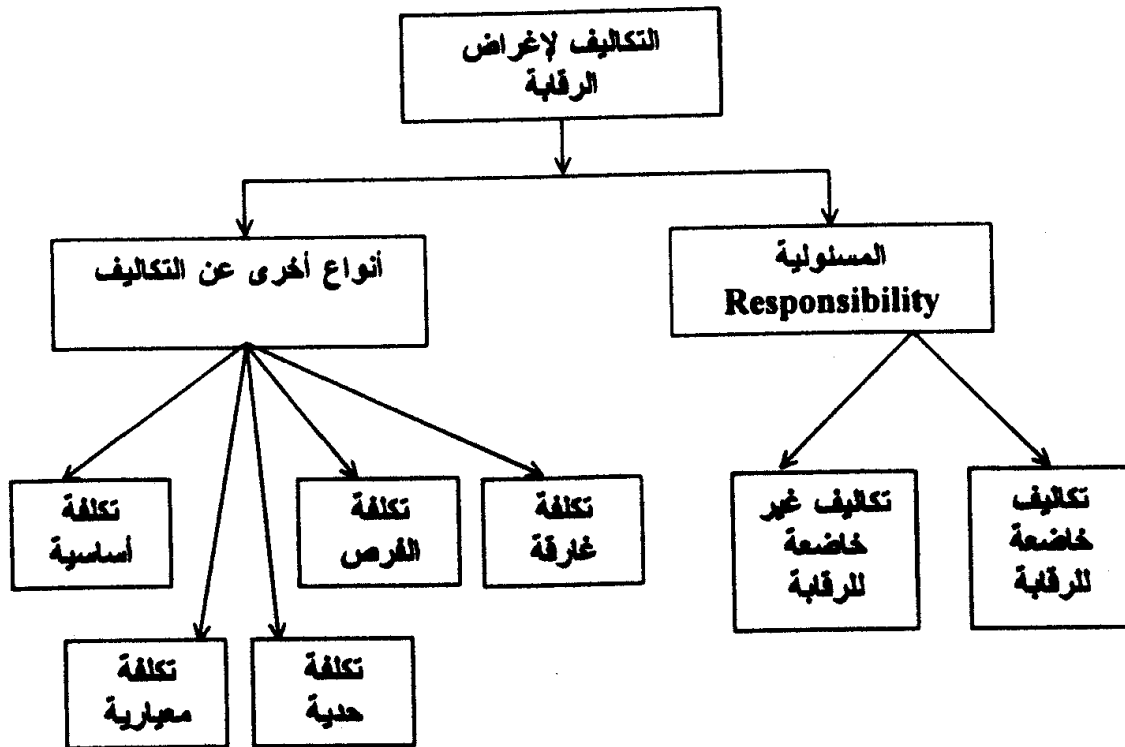 التكاليف لإغراض
الرقابة
المسئولية
Responsibility
أنواع أخرى عن التكاليف
تكاليف
خاضعة
للرقابة
تكاليف غير
خاضعة
للرقابة
تكلفة
غارقة
تكلفة
الفرص
تكلفة
أساسية
تكلفة
حدية
تكلفة
معيارية